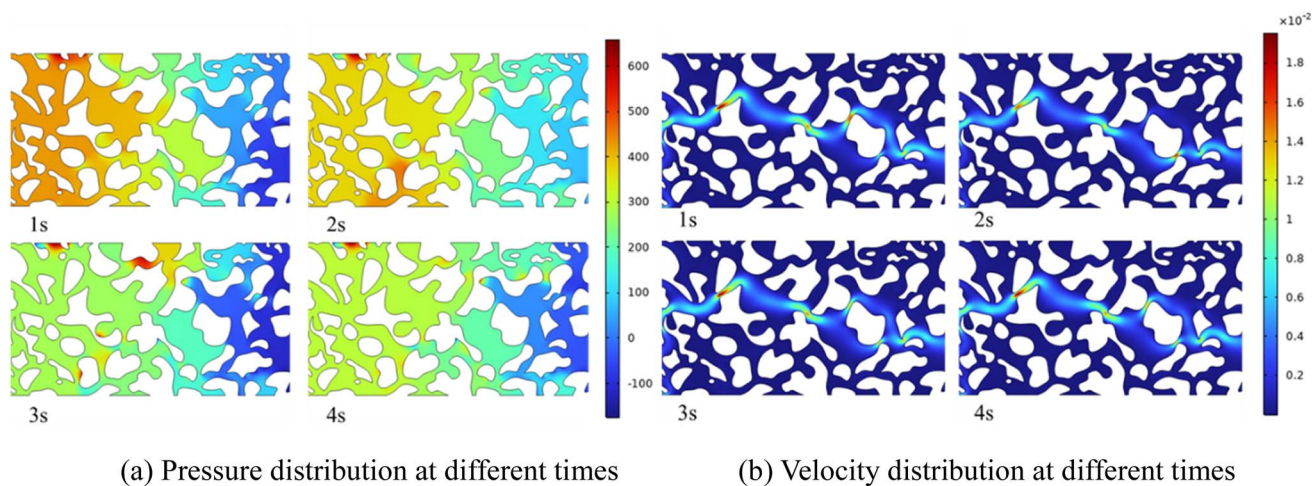 ×10⁻²
600
500
400
300
200
100
0
-100
1.8
1.6
1.4
1.2
1
0.8
0.6
0.4
0.2
1s
2s
1s
2s
3s
4s
3s
4s
(a) Pressure distribution at different times
(b) Velocity distribution at different times